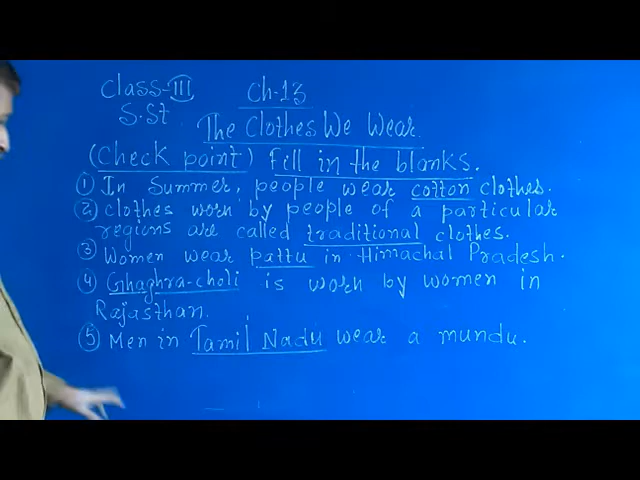 Class-III Ch-13
S.St
The Clothes We Wear
(Check point) fill in the blanks.
① In Summer, people wear cotton clothes.
② Clothes worn by people of a particular
regions are called traditional clothes.
③ Women wear pattu in Himachal Pradesh.
④ Ghaghra-choli is worn by women in
Rajasthan.
⑤ Men in Tamil Nadu wear a mundu.